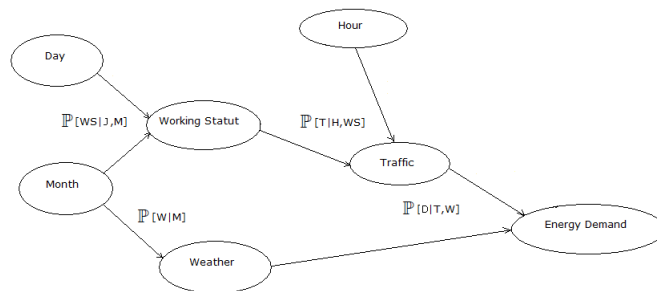 Hour
Day
ℙ[WS|J,M]
Working Statut
ℙ[T|H,WS]
Traffic
Month
ℙ[W|M]
ℙ[D|T,W]
Energy Demand
Weather